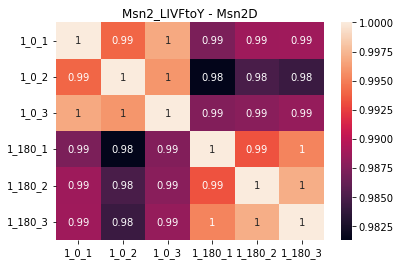 Msn2_LIVFtoY - Msn2D
1_0_1 1 0.99 1 0.99 0.99 0.99
1_0_2 0.99 1 1 0.98 0.98 0.98
1_0_3 1 1 1 0.99 0.99 0.99
1_180_1 0.99 0.98 0.99 1 0.99 1
1_180_2 0.99 0.98 0.99 0.99 1 1
1_180_3 0.99 0.98 0.99 1 1 1
1_0_1 1_0_2 1_0_3 1_180_1 1_180_2 1_180_3
1.0000
0.9975
0.9950
0.9925
0.9900
0.9875
0.9850
0.9825